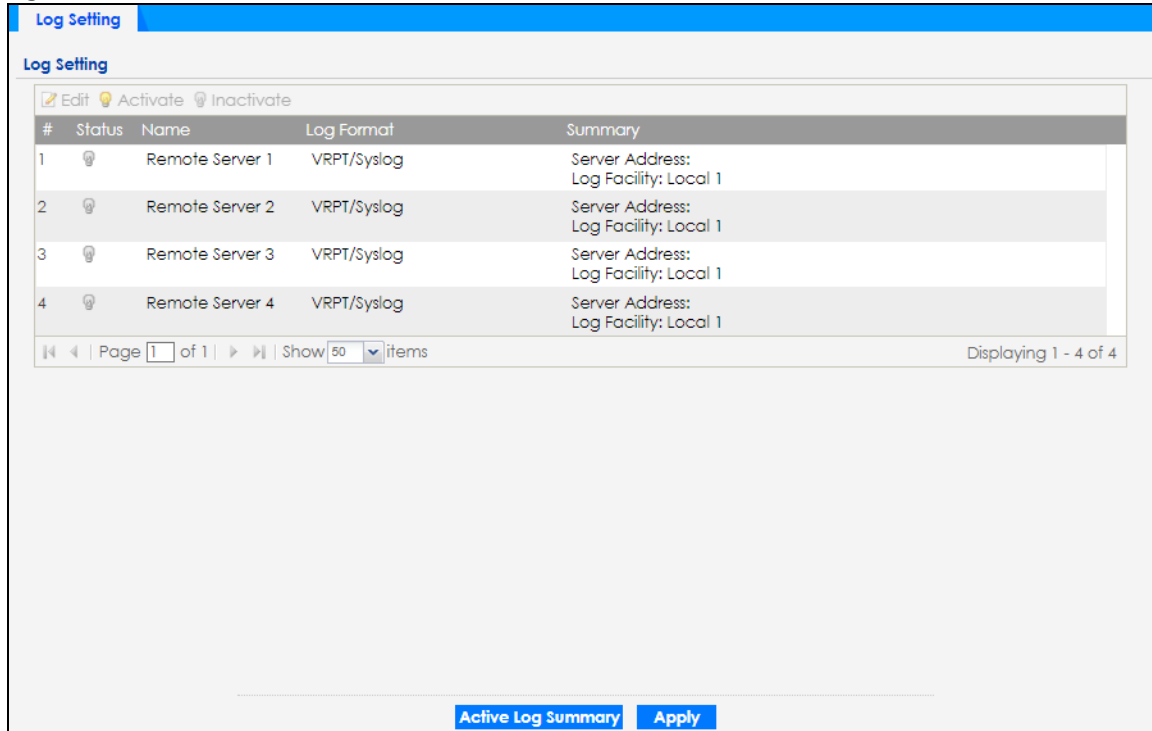 Log Setting
Log Setting
Edit Activate Inactivate
# Status Name Log Format Summary
1 Remote Server 1 VRPT/Syslog Server Address:
Log Facility: Local 1
2 Remote Server 2 VRPT/Syslog Server Address:
Log Facility: Local 1
3 Remote Server 3 VRPT/Syslog Server Address:
Log Facility: Local 1
4 Remote Server 4 VRPT/Syslog Server Address:
Log Facility: Local 1
Page 1 of 1 Show 50 items Displaying 1 - 4 of 4
Active Log Summary Apply